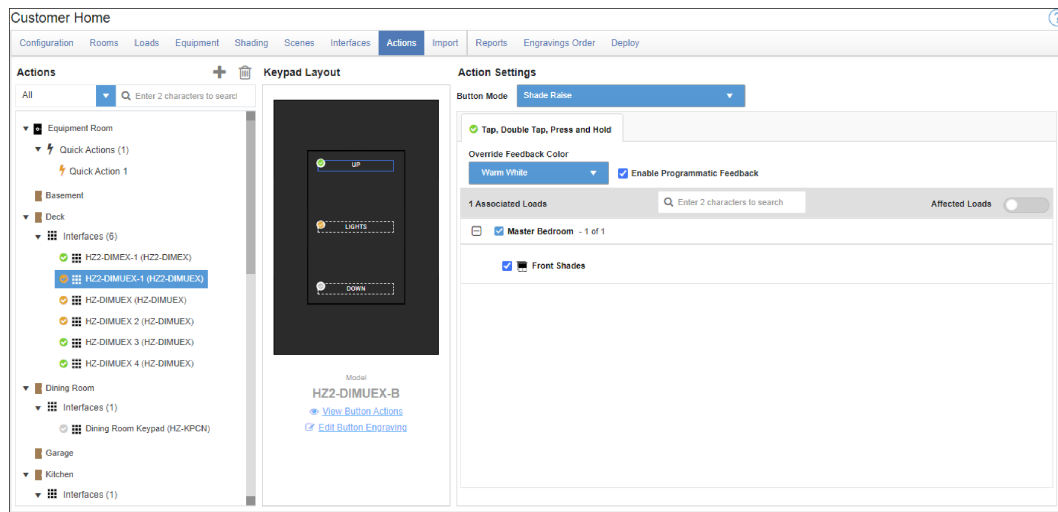 Customer Home
?
Configuration Rooms Loads Equipment Shading Scenes Interfaces Actions Import Reports Engravings Order Deploy
Actions
All
Enter 2 characters to searcl
Equipment Room
Quick Actions (1)
Quick Action 1
Basement
Deck
Interfaces (6)
HZ2-DIMEX-1 (HZ2-DIMEX)
HZ2-DIMUEX-1 (HZ2-DIMUEX)
HZ-DIMUEX (HZ-DIMUEX)
HZ-DIMUEX 2 (HZ-DIMUEX)
HZ-DIMUEX 3 (HZ-DIMUEX)
HZ-DIMUEX 4 (HZ-DIMUEX)
Dining Room
Interfaces (1)
Dining Room Keypad (HZ-KPCN)
Garage
Kitchen
Interfaces (1)
Keypad Layout
UP
LIGHTS
DOWN
Model
HZ2-DIMUEX-B
View Button Actions
Edit Button Engraving
Action Settings
Button Mode Shade Raise
Tap, Double Tap, Press and Hold
Override Feedback Color
Warm White Enable Programmatic Feedback
1 Associated Loads Enter 2 characters to search Affected Loads
Master Bedroom - 1 of 1
Front Shades